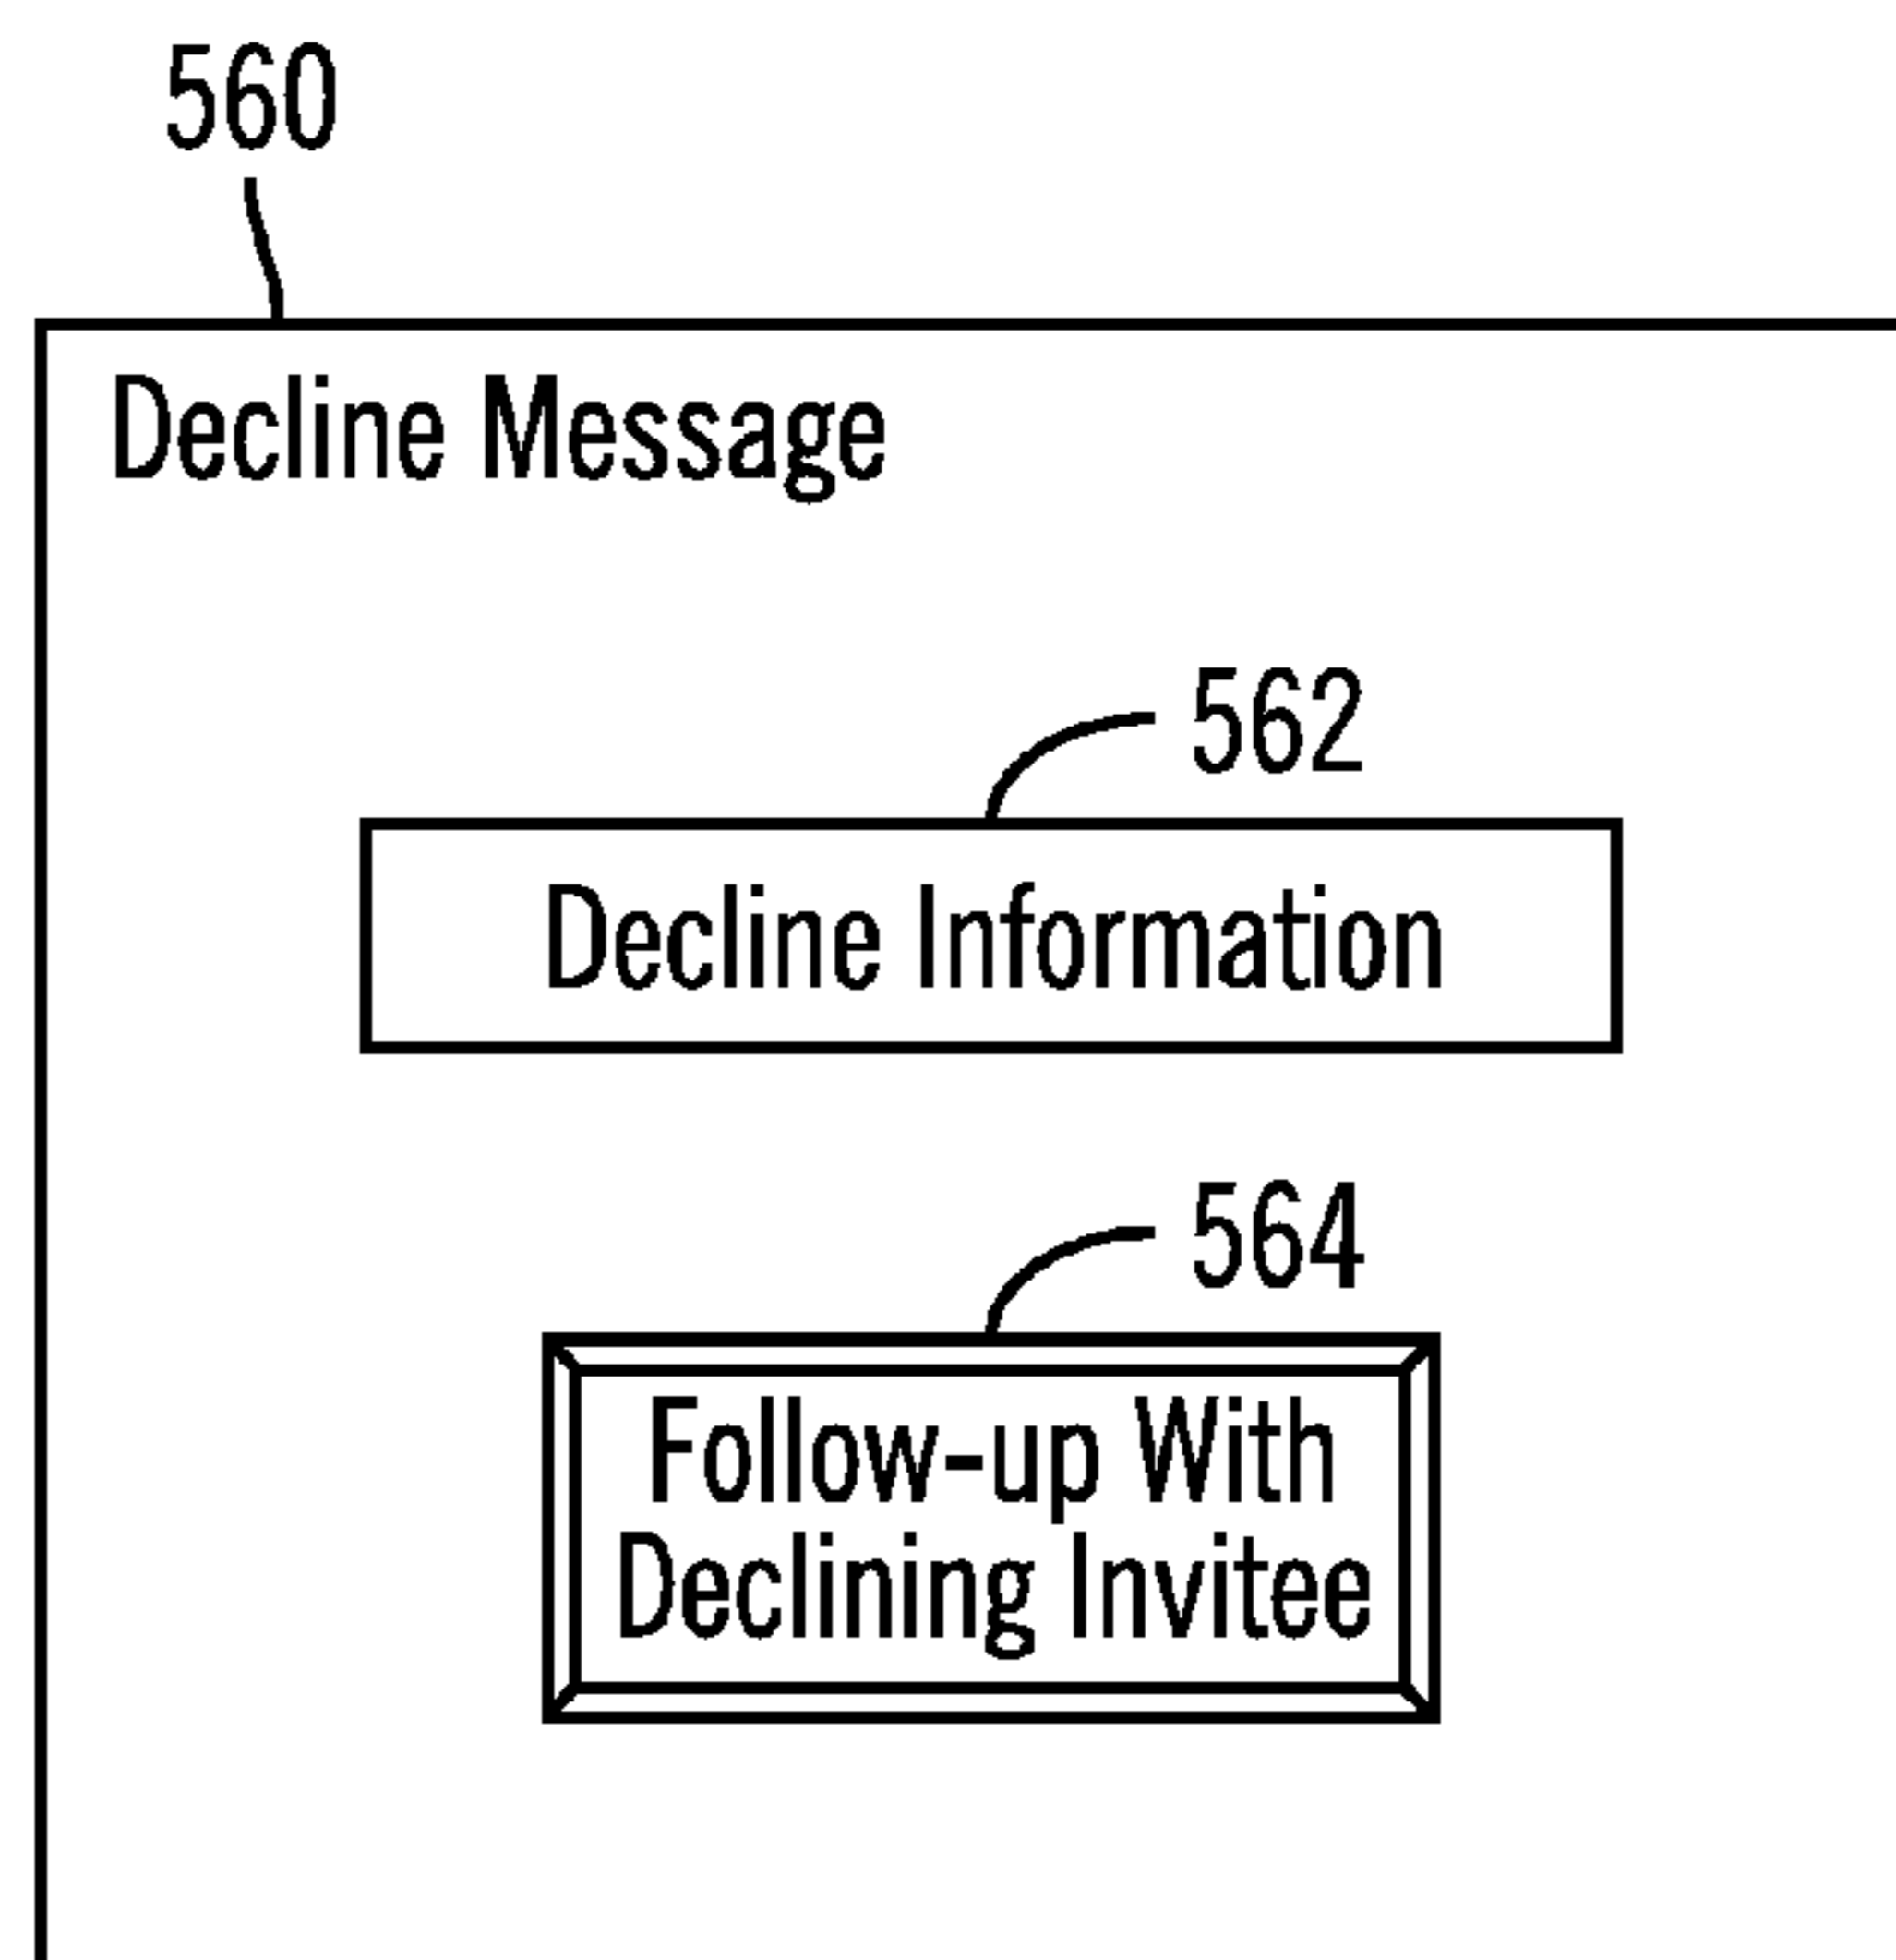 560
Decline Message
562
Decline Information
564
Follow-up With
Declining Invitee